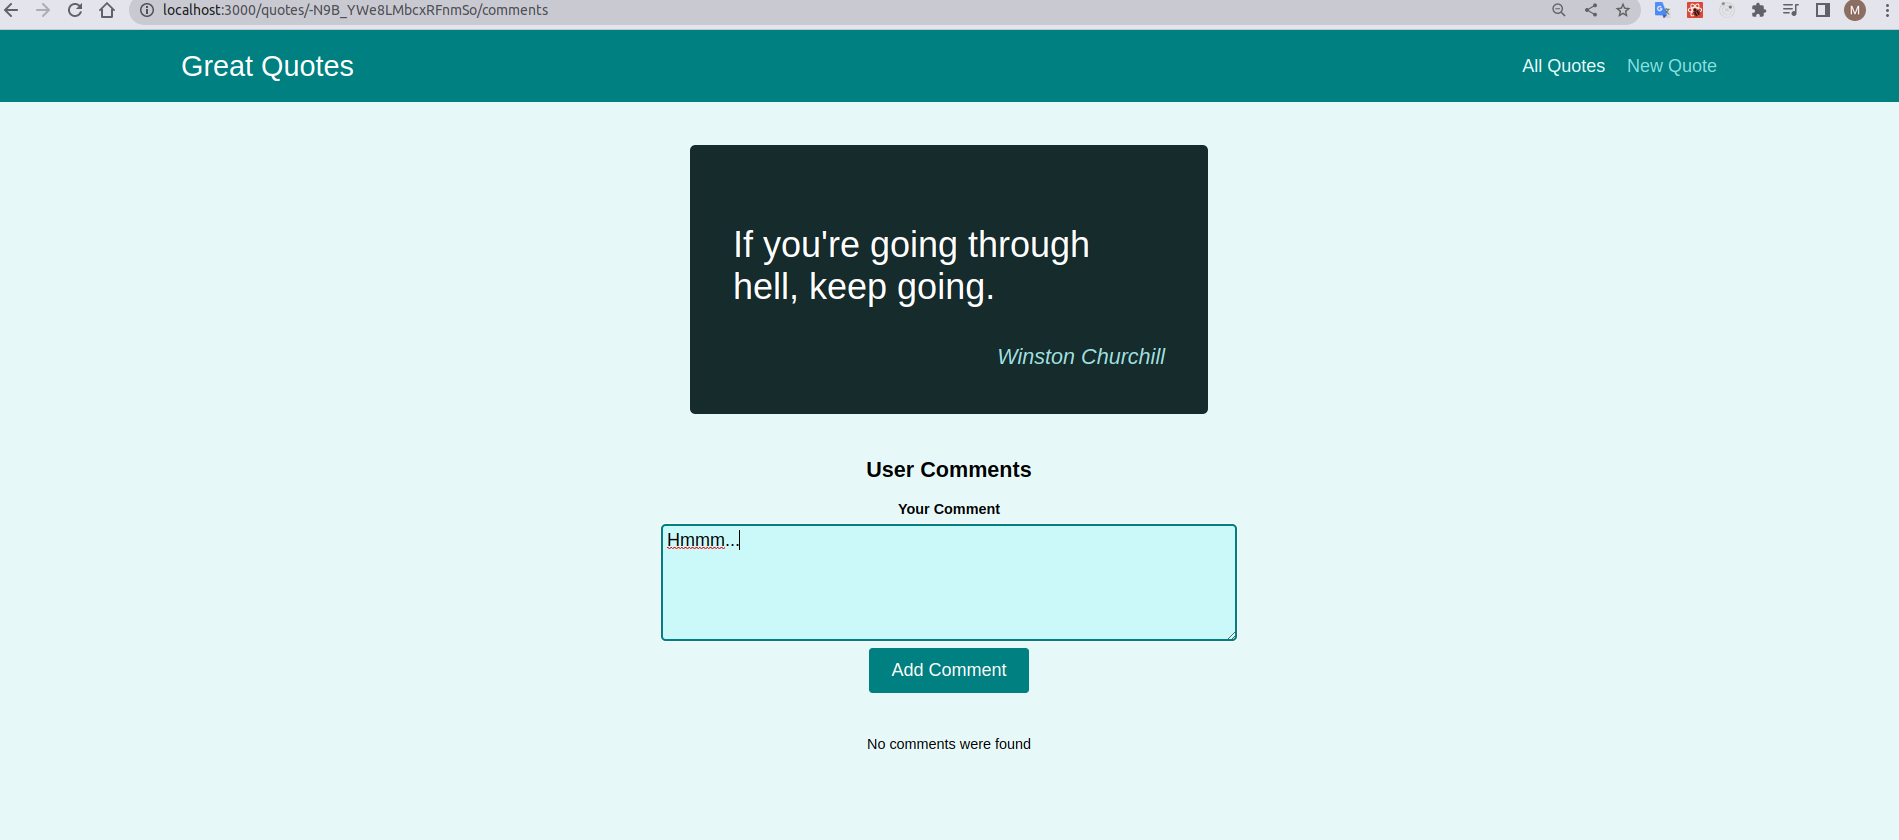 localhost:3000/quotes/-N9B_YWe8LMbcxRFnmSo/comments
M
Great Quotes
All Quotes New Quote
If you're going through
hell, keep going.
Winston Churchill
User Comments
Your Comment
Hmmm...
Add Comment
No comments were found